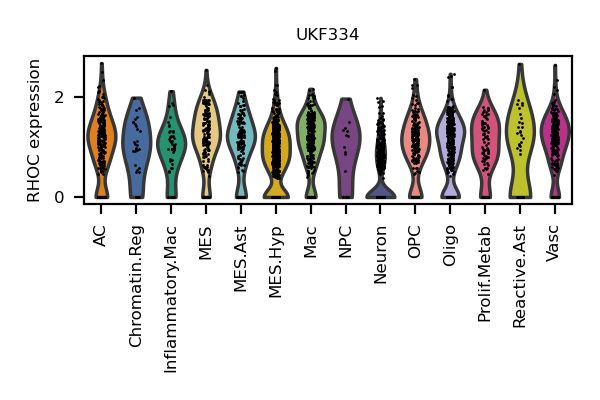 UKF334
RHOC expression
2
0
AC
Chromatin.Reg
Inflammatory.Mac
MES
MES.Ast
MES.Hyp
Mac
NPC
Neuron
OPC
Oligo
Prolif.Metab
Reactive.Ast
Vasc